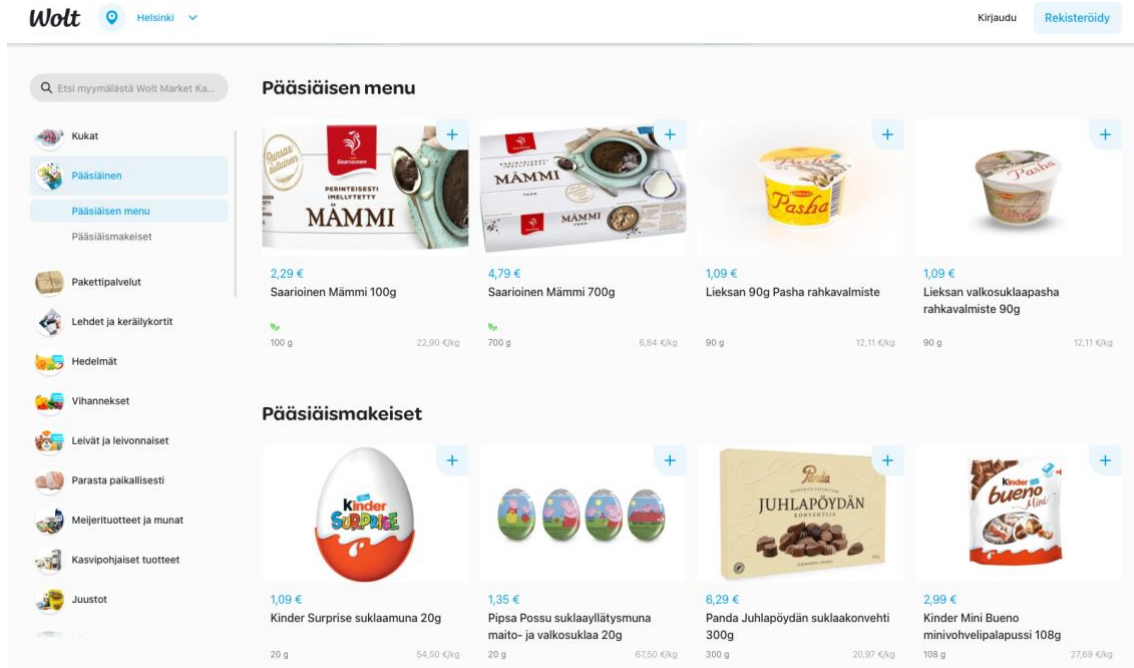 Wolt
Helsinki
Kirjaudu
Rekisteröidy
Etsi myymälästä Wolt Market Ka...
Kukat
Pääsiäinen
Pääsiäisen menu
Pääsiäismakeiset
Pakettipalvelut
Lehdet ja keräilykortit
Hedelmät
Vihannekset
Leivät ja leivonnaiset
Parasta paikallisesti
Meijerituotteet ja munat
Kasvipohjaiset tuotteet
Juustot
Pääsiäisen menu
Saarioinen
PERINTEISESTI
IMELLYTETTY
MÄMMI
MÄMMI
MÄMMI
Pasha
Pasha
2,29 €
Saarioinen Mämmi 100g
100 g
22,90 €/kg
4,79 €
Saarioinen Mämmi 700g
700 g
6,84 €/kg
1,09 €
Lieksan 90g Pasha rahkavalmiste
90 g
12,11 €/kg
1,09 €
Lieksan valkosuklaapasha
rahkavalmiste 90g
90 g
12,11 €/kg
Pääsiäismakeiset
Kinder
SURPRISE
Panda
JUHLAPÖYDÄN
KONVEHTEJA
Kinder
bueno
Mini
1,09 €
Kinder Surprise suklaamuna 20g
20 g
54,50 €/kg
1,35 €
Pipsa Possu suklaayllätysmuna
maito- ja valkosuklaa 20g
20 g
67,50 €/kg
6,29 €
Panda Juhlapöydän suklaakonvehti
300g
300 g
20,97 €/kg
2,99 €
Kinder Mini Bueno
minivohvelipalapussi 108g
108 g
27,69 €/kg